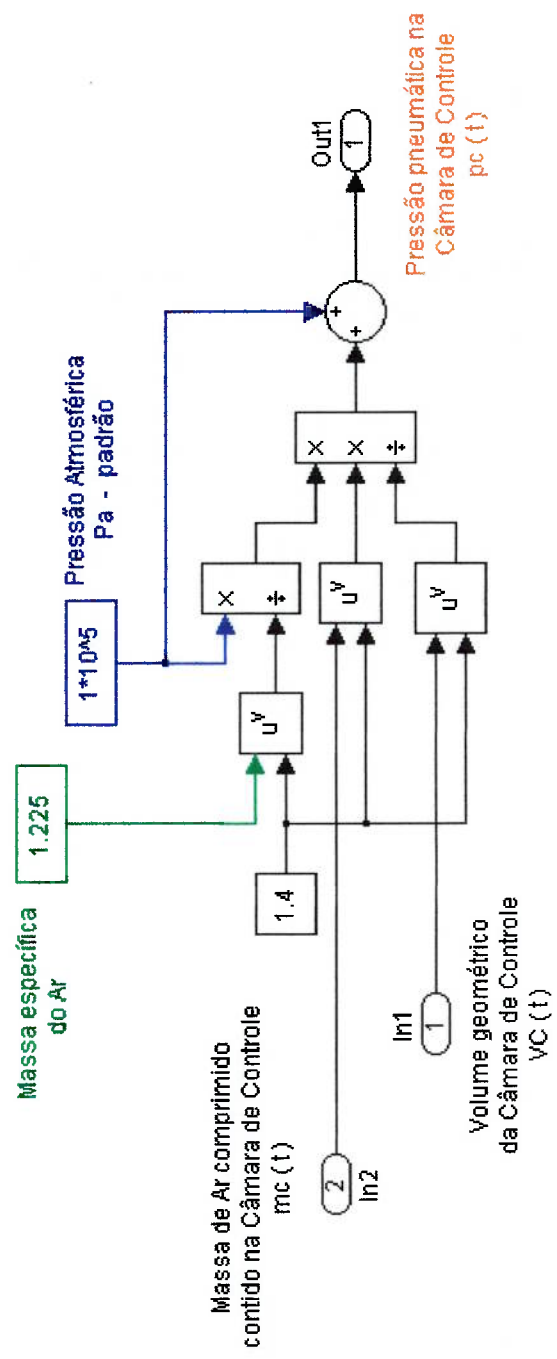 Massa específica
do Ar
1.225
1*10^5
Pressão Atmosférica
Pa - padrão
1.4
u^v
×
÷
Massa de Ar comprimido
contido na Câmara de Controle
mc ( t )
2
In2
u^v
×
×
÷
+
+
Out1
1
Pressão pneumática na
Câmara de Controle
pc ( t )
u^v
In1
1
Volume geométrico
da Câmara de Controle
VC ( t )